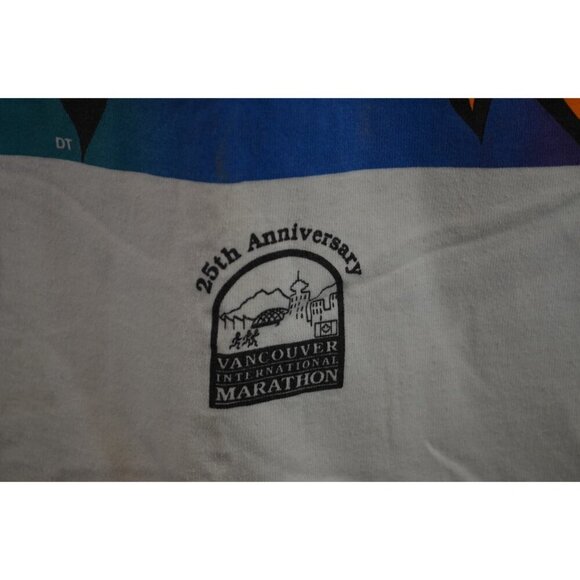 DT
25th Anniversary
VANCOUVER
INTERNATIONAL
MARATHON